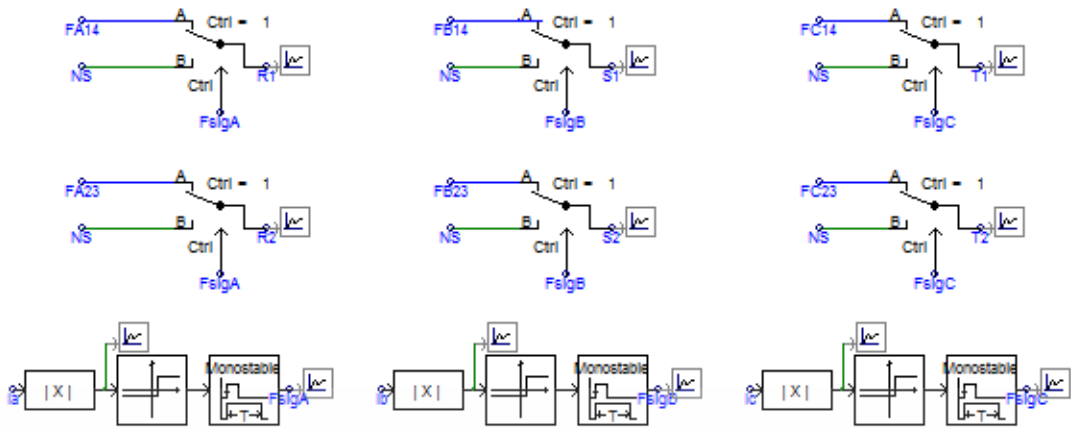 A Ctrl = 1 A Ctrl = 1 A Ctrl = 1
FA14 FB14 FC14
B B B
NS R1 NS S1 NS T1
Ctrl Ctrl Ctrl
FsigA FsigB FsigC
A Ctrl = 1 A Ctrl = 1 A Ctrl = 1
FA23 FB23 FC23
B B B
NS R2 NS S2 NS T2
Ctrl Ctrl Ctrl
FsigA FsigB FsigC
Monostable Monostable Monostable
Ia |X| FsigA Ib |X| FsigB Ic |X| FsigC
T T T